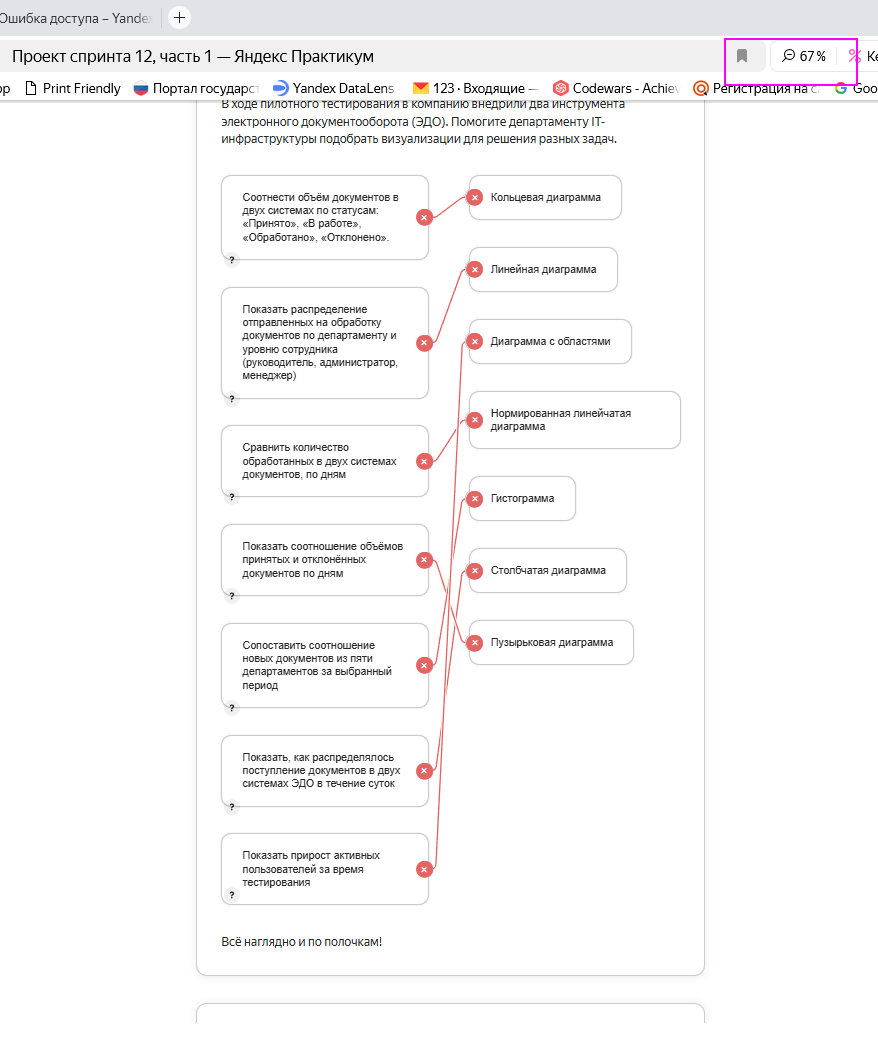 Ошибка доступа – Yande
Проект спринта 12, часть 1 — Яндекс Практикум
67 %
Ке
ор
Print Friendly
Портал государст
Yandex DataLens
123 · Входящие —
Codewars - Achiev
Регистрация на с
Goo
В ходе пилотного тестирования в компанию внедрили два инструмента
электронного документооборота (ЭДО). Помогите департаменту IT-
инфраструктуры подобрать визуализации для решения разных задач.
Соотнести объём документов в
двух системах по статусам:
«Принято», «В работе»,
«Обработано», «Отклонено».
?
Кольцевая диаграмма
Линейная диаграмма
Показать распределение
отправленных на обработку
документов по департаменту и
уровню сотрудника
(руководитель, администратор,
менеджер)
?
Диаграмма с областями
Нормированная линейчатая
диаграмма
Сравнить количество
обработанных в двух системах
документов, по дням
?
Гистограмма
Показать соотношение объёмов
принятых и отклонённых
документов по дням
?
Столбчатая диаграмма
Сопоставить соотношение
новых документов из пяти
департаментов за выбранный
период
?
Пузырьковая диаграмма
Показать, как распределялось
поступление документов в двух
системах ЭДО в течение суток
?
Показать прирост активных
пользователей за время
тестирования
?
Всё наглядно и по полочкам!